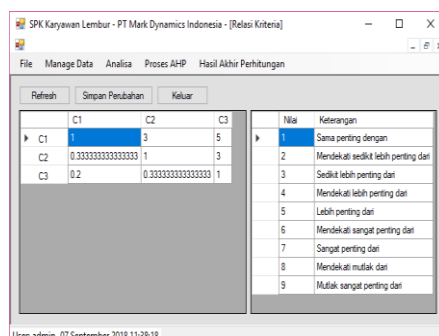 SPK Karyawan Lembur - PT Mark Dynamics Indonesia - [Relasi Kriteria]
File Manage Data Analisa Proses AHP Hasil Akhir Perhitungan
Refresh Simpan Perubahan Keluar
C1 C2 C3
C1 1 3 5
C2 0.333333333333333 1 3
C3 0.2 0.333333333333333 1
Nilai Keterangan
1 Sama penting dengan
2 Mendekati sedikit lebih penting dari
3 Sedikit lebih penting dari
4 Mendekati lebih penting dari
5 Lebih penting dari
6 Mendekati sangat penting dari
7 Sangat penting dari
8 Mendekati mutlak dari
9 Mutlak sangat penting dari
User: admin, 07 September 2018 11:38:18